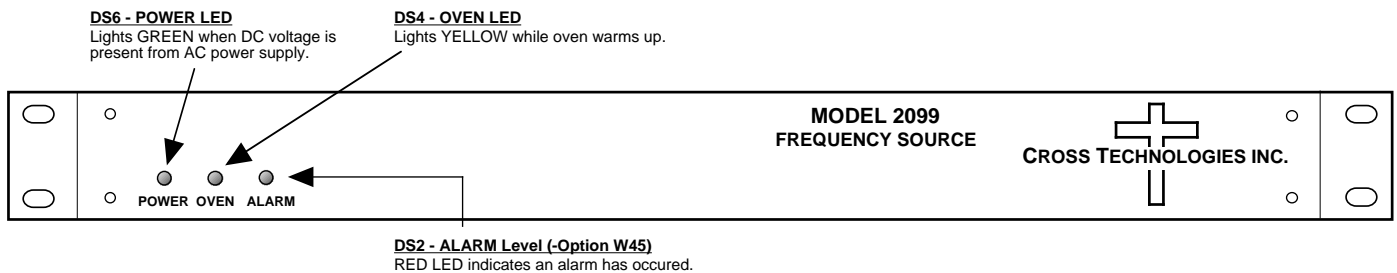 DS6 - POWER LED
Lights GREEN when DC voltage is
present from AC power supply.
DS4 - OVEN LED
Lights YELLOW while oven warms up.
MODEL 2099
FREQUENCY SOURCE
CROSS TECHNOLOGIES INC.
POWER OVEN ALARM
DS2 - ALARM Level (-Option W45)
RED LED indicates an alarm has occured.